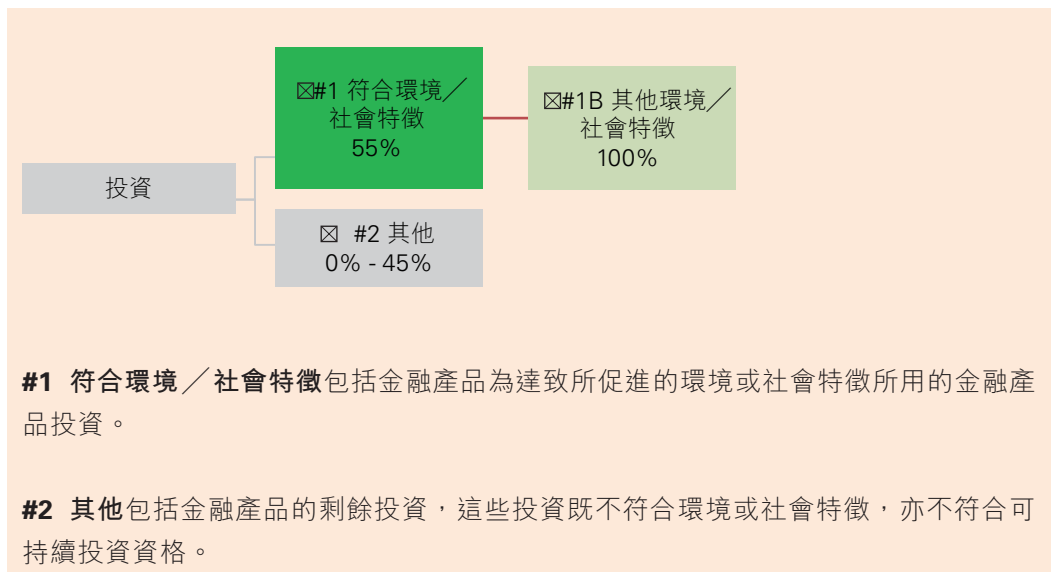 投資
☒#1 符合環境／
社會特徵
55%
☒#1B 其他環境／
社會特徵
100%
☒ #2 其他
0% - 45%
#1 符合環境／社會特徵包括金融產品為達致所促進的環境或社會特徵所用的金融產
品投資。
#2 其他包括金融產品的剩餘投資，這些投資既不符合環境或社會特徵，亦不符合可
持續投資資格。